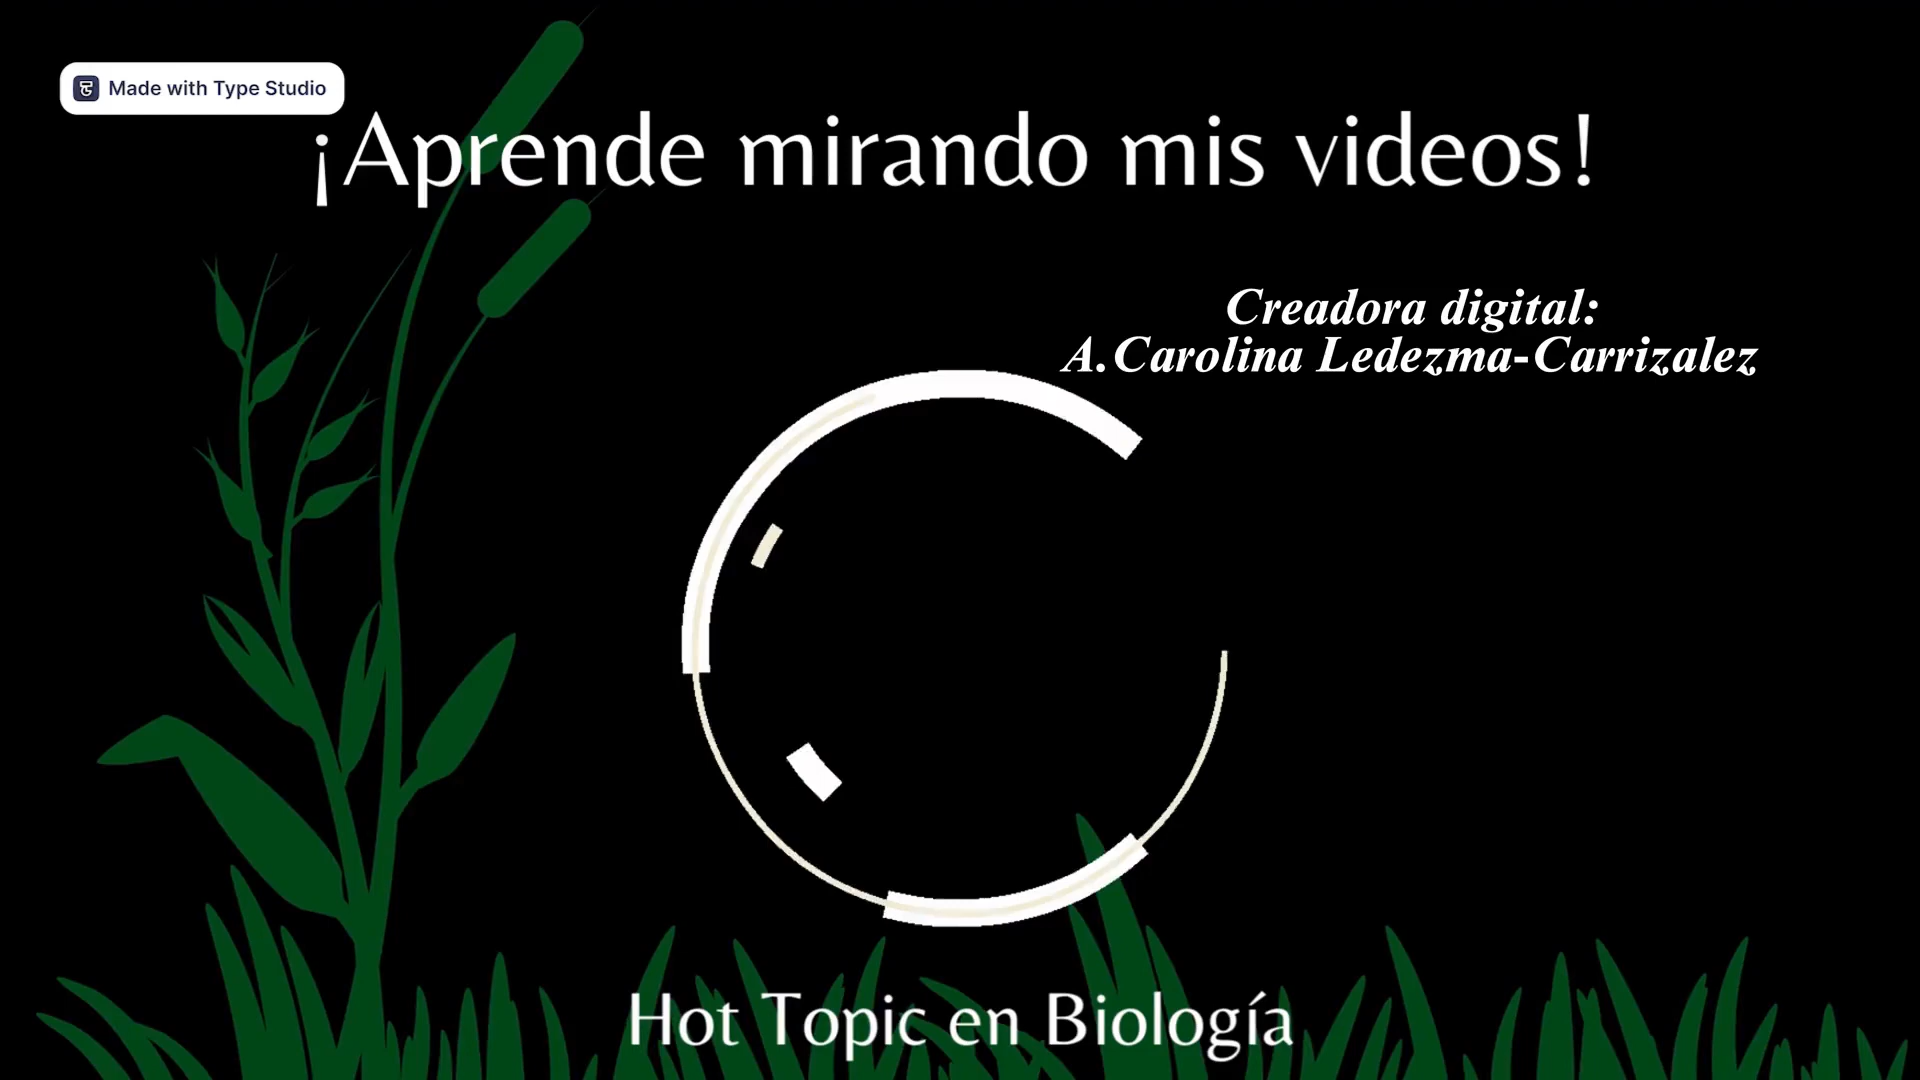 Made with Type Studio
¡Aprende mirando mis videos!
Creadora digital:
A.Carolina Ledezma-Carrizalez
Hot Topic en Biología